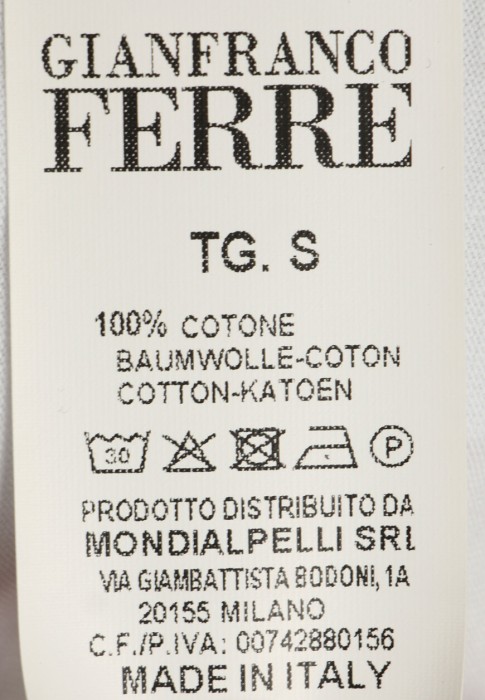 GIANFRANCO
FERRE
TG. S
100% COTONE
BAUMWOLLE-COTON
COTTON-KATOEN
30 P
PRODOTTO DISTRIBUITO DA
MONDIALPELLI SRL
VIA GIAMBATTISTA BODONI, 1A
20155 MILANO
C.F./P.IVA: 00742880156
MADE IN ITALY